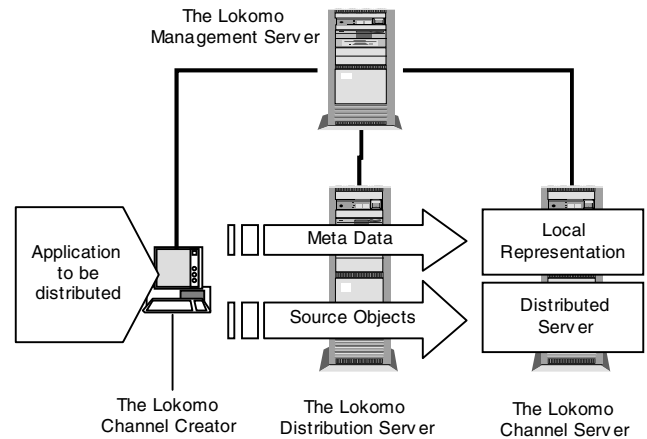 The Lokomo
Management Server
Application
to be
distributed
Meta Data
Source Objects
Local
Representation
Distributed
Server
The Lokomo
Channel Creator
The Lokomo
Distribution Server
The Lokomo
Channel Server